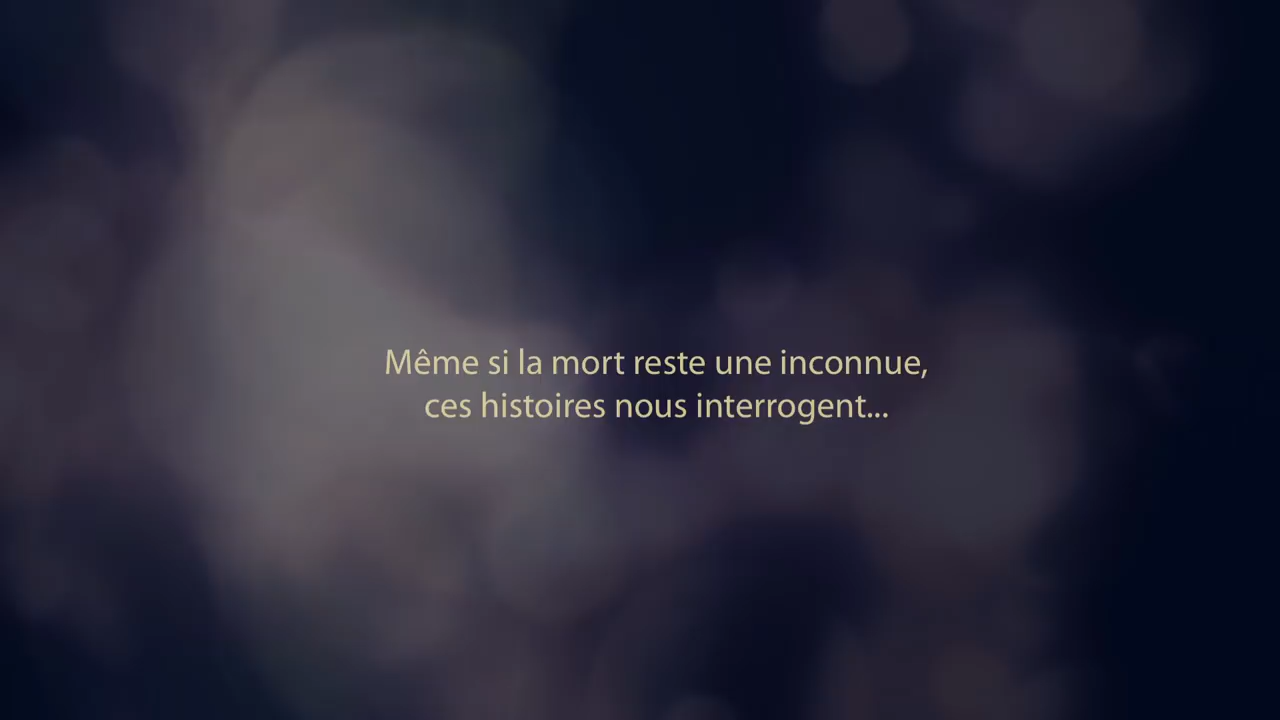 Même si la mort reste une inconnue,
ces histoires nous interrogent...